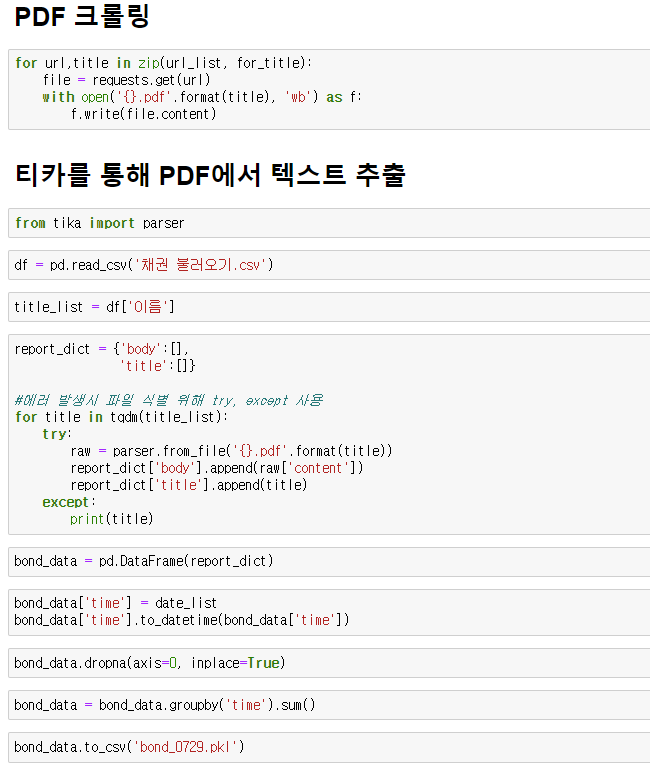 PDF 크롤링
for url,title in zip(url_list, for_title):
    file = requests.get(url)
    with open('{}.pdf'.format(title), 'wb') as f:
        f.write(file.content)
티카를 통해 PDF에서 텍스트 추출
from tika import parser
df = pd.read_csv('채권 불러오기.csv')
title_list = df['이름']
report_dict = {'body':[],
               'title':[]}
#에러 발생시 파일 식별 위해 try, except 사용
for title in tqdm(title_list):
    try:
        raw = parser.from_file('{}.pdf'.format(title))
        report_dict['body'].append(raw['content'])
        report_dict['title'].append(title)
    except:
        print(title)
bond_data = pd.DataFrame(report_dict)
bond_data['time'] = date_list
bond_data['time'].to_datetime(bond_data['time'])
bond_data.dropna(axis=0, inplace=True)
bond_data = bond_data.groupby('time').sum()
bond_data.to_csv('bond_0729.pkl')